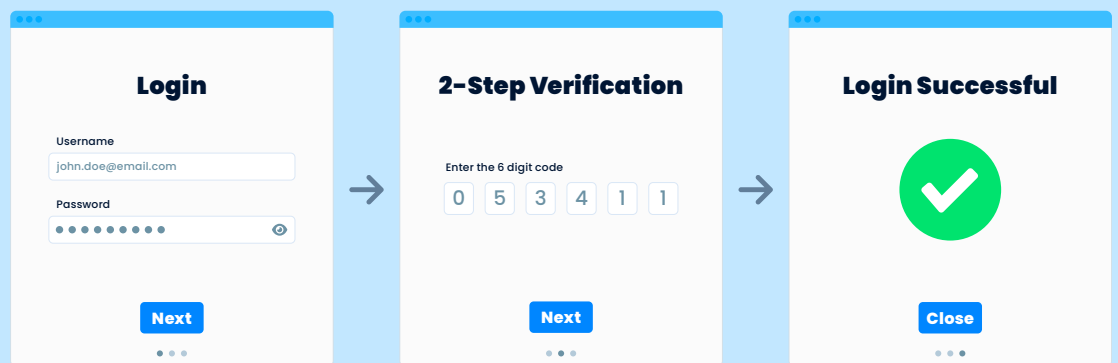 Login
Username
john.doe@email.com
Password
Next
2-Step Verification
Enter the 6 digit code
0 5 3 4 1 1
Next
Login Successful
Close